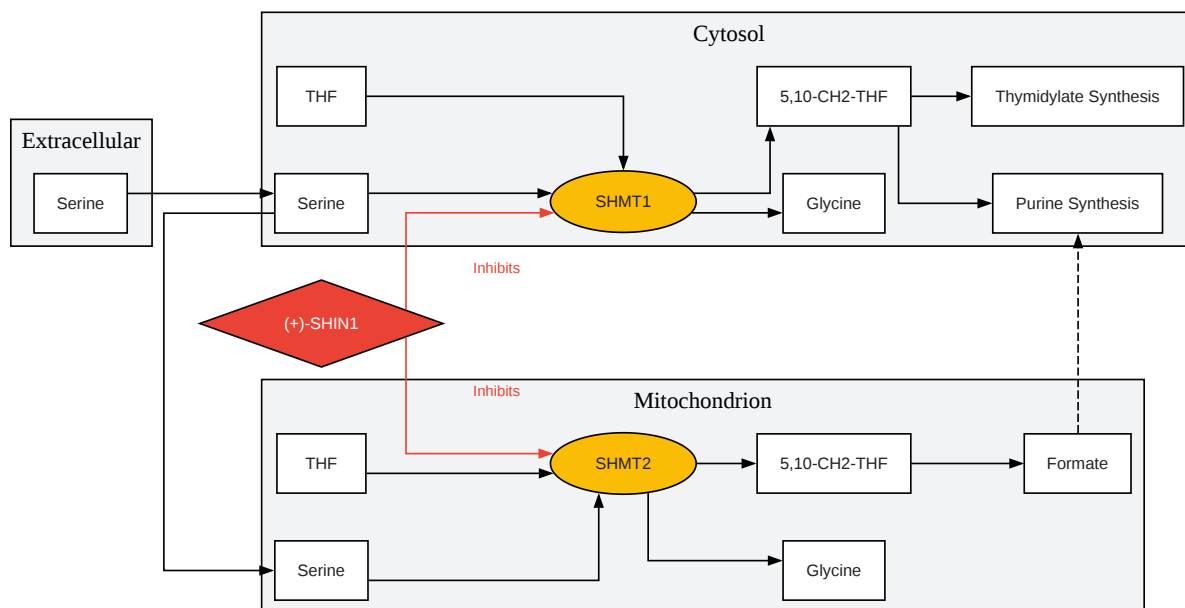 Cytosol
THF
5,10-CH2-THF
Thymidylate Synthesis
Extracellular
Serine
Serine
SHMT1
Glycine
Purine Synthesis
Inhibits
(+)-SHIN1
Inhibits
Mitochondrion
THF
SHMT2
5,10-CH2-THF
Formate
Serine
Glycine